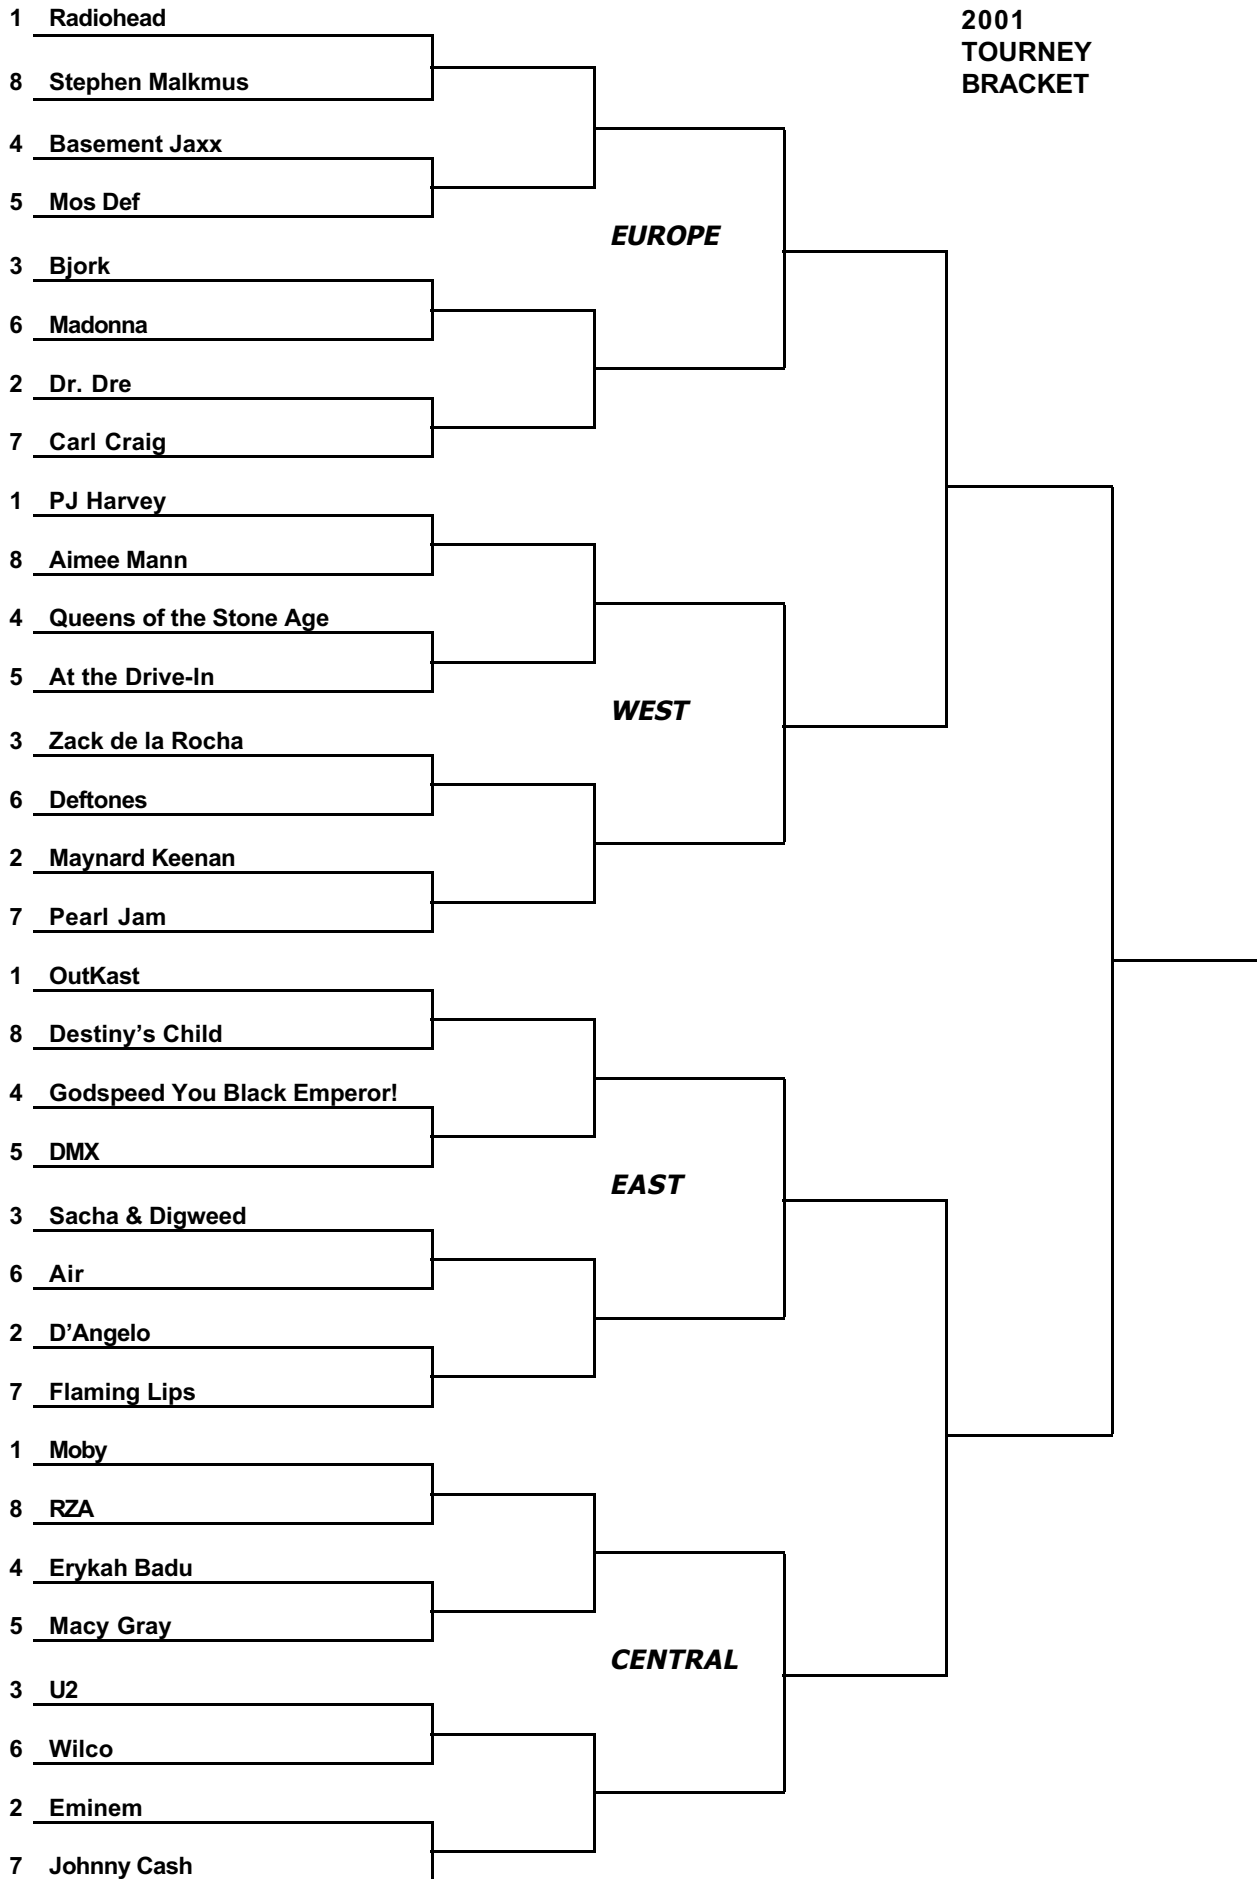 1 Radiohead
2001
TOURNEY
BRACKET
8 Stephen Malkmus
4 Basement Jaxx
5 Mos Def
EUROPE
3 Bjork
6 Madonna
2 Dr. Dre
7 Carl Craig
1 PJ Harvey
8 Aimee Mann
4 Queens of the Stone Age
5 At the Drive-In
WEST
3 Zack de la Rocha
6 Deftones
2 Maynard Keenan
7 Pearl Jam
1 OutKast
8 Destiny’s Child
4 Godspeed You Black Emperor!
5 DMX
EAST
3 Sacha & Digweed
6 Air
2 D’Angelo
7 Flaming Lips
1 Moby
8 RZA
4 Erykah Badu
5 Macy Gray
CENTRAL
3 U2
6 Wilco
2 Eminem
7 Johnny Cash